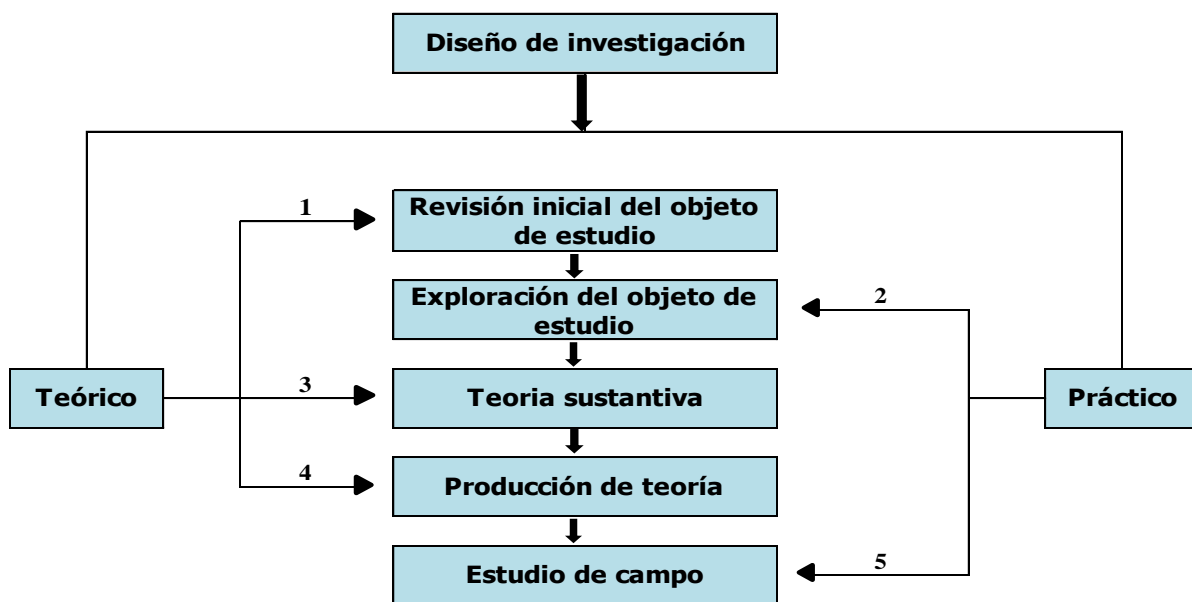 Diseño de investigación
1
Revisión inicial del objeto
de estudio
Exploración del objeto de
estudio
2
Teórico
3
Teoria sustantiva
Práctico
4
Producción de teoría
Estudio de campo
5